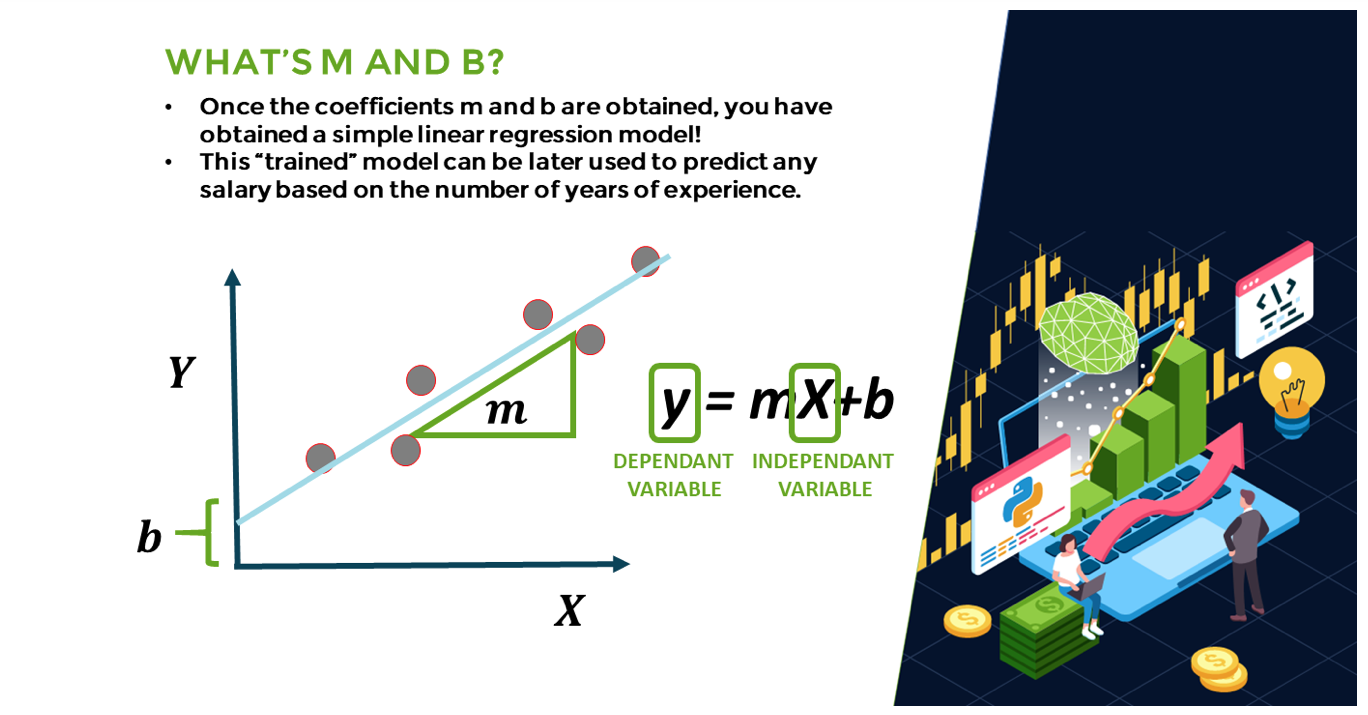 WHAT'S M AND B?
• Once the coefficients m and b are obtained, you have
obtained a simple linear regression model!
• This “trained” model can be later used to predict any
salary based on the number of years of experience.
Y
m
y = mX+b
DEPENDANT VARIABLE
INDEPENDANT VARIABLE
b
X